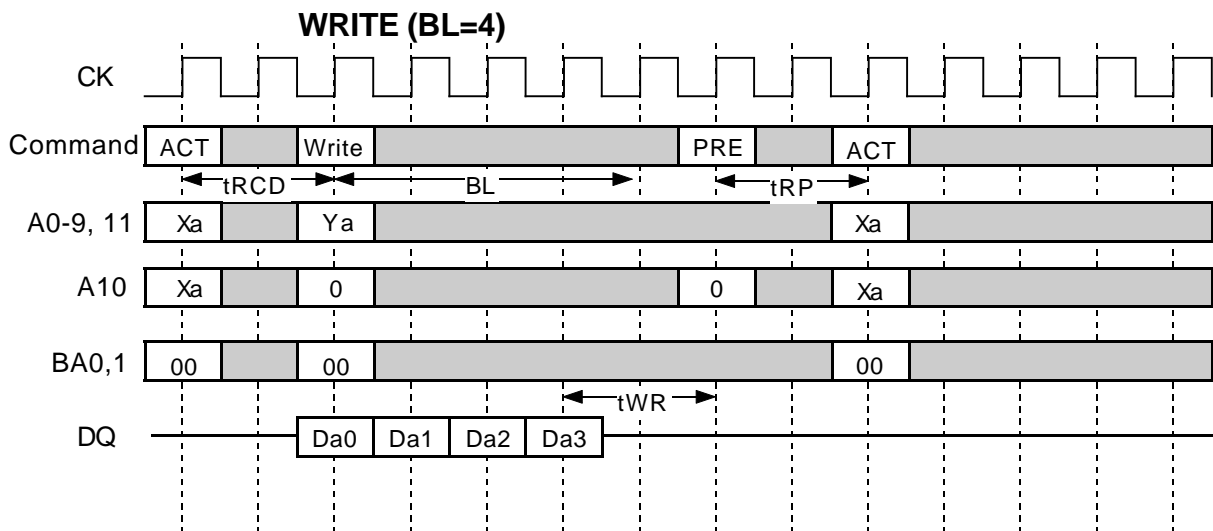 WRITE (BL=4)
CK
Command ACT Write PRE ACT
tRCD BL tRP
A0-9, 11 Xa Ya Xa
A10 Xa 0 0 Xa
BA0,1 00 00 00
tWR
DQ Da0 Da1 Da2 Da3